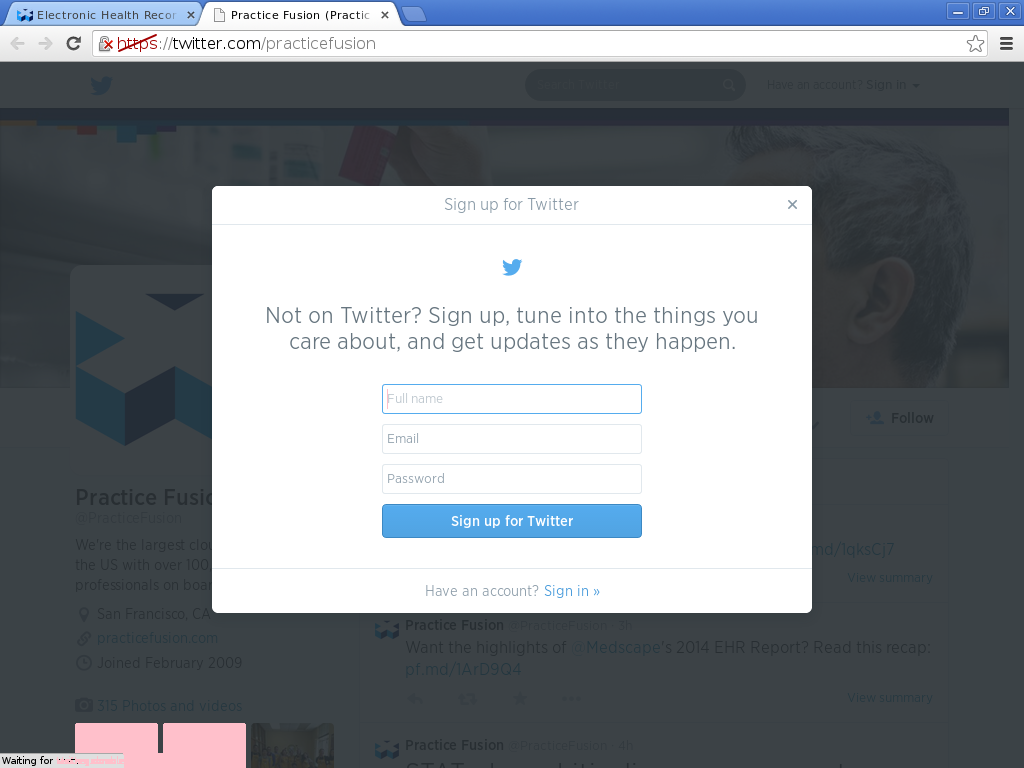 Electronic Health Recor
Practice Fusion (Practic
https://twitter.com/practicefusion
Search Twitter
Have an account? Sign in
Sign up for Twitter
Not on Twitter? Sign up, tune into the things you
care about, and get updates as they happen.
Full name
Email
Password
Sign up for Twitter
Have an account? Sign in »
Follow
Practice Fusio
@PracticeFusion
We're the largest clou
the US with over 100,
professionals on boar
San Francisco, CA
practicefusion.com
Joined February 2009
315 Photos and videos
md/1qksCj7
View summary
Practice Fusion @PracticeFusion · 3h
Want the highlights of @Medscape's 2014 EHR Report? Read this recap:
pf.md/1ArD9Q4
View summary
Practice Fusion @PracticeFusion · 4h
Waiting for